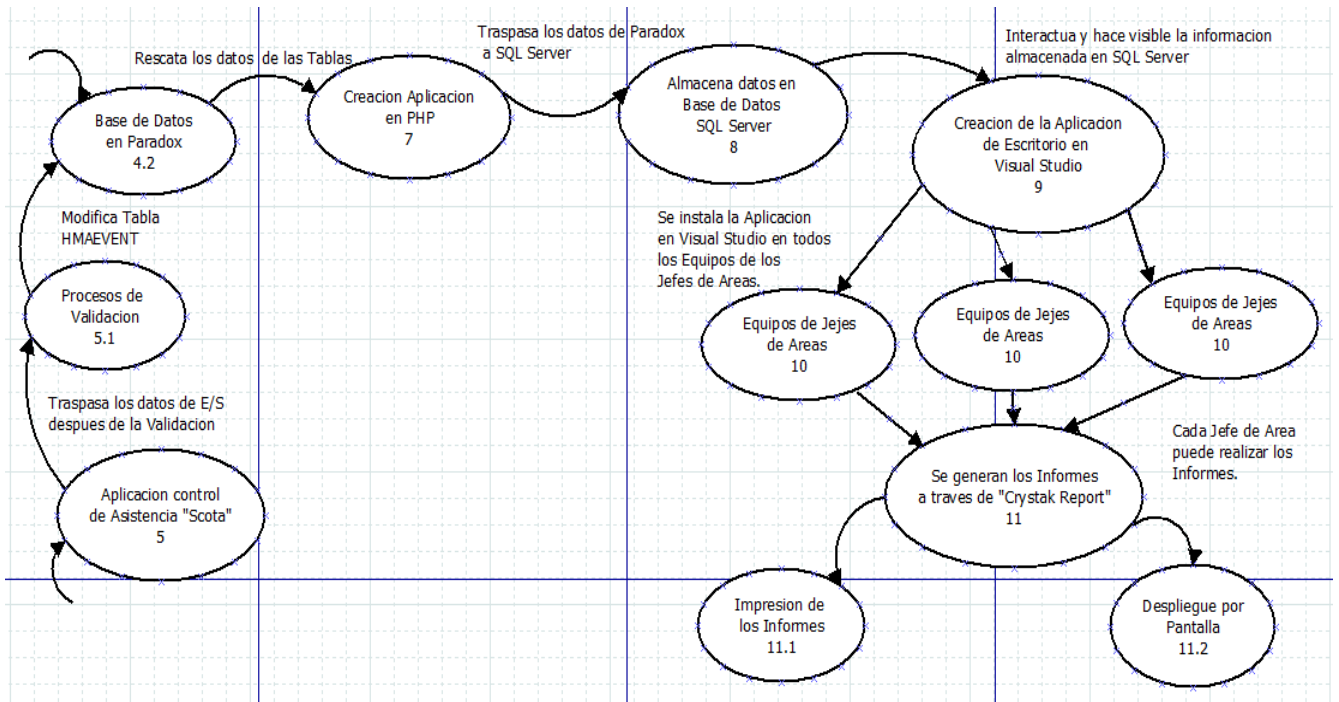 Rescata los datos de las Tablas
Traspasa los datos de Paradox
a SQL Server
Interactua y hace visible la informacion
almacenada en SQL Server
Base de Datos
en Paradox
4.2
Creacion Aplicacion
en PHP
7
Almacena datos en
Base de Datos
SQL Server
8
Creacion de la Aplicacion
de Escritorio en
Visual Studio
9
Modifica Tabla
HMAEVENT
Se instala la Aplicacion
en Visual Studio en todos
los Equipos de los
Jefes de Areas.
Procesos de
Validacion
5.1
Equipos de Jejes
de Areas
10
Equipos de Jejes
de Areas
10
Equipos de Jejes
de Areas
10
Traspasa los datos de E/S
despues de la Validacion
Cada Jefe de Area
puede realizar los
Informes.
Aplicacion control
de Asistencia "Scota"
5
Se generan los Informes
a traves de "Crystak Report"
11
Impresion de
los Informes
11.1
Despliegue por
Pantalla
11.2